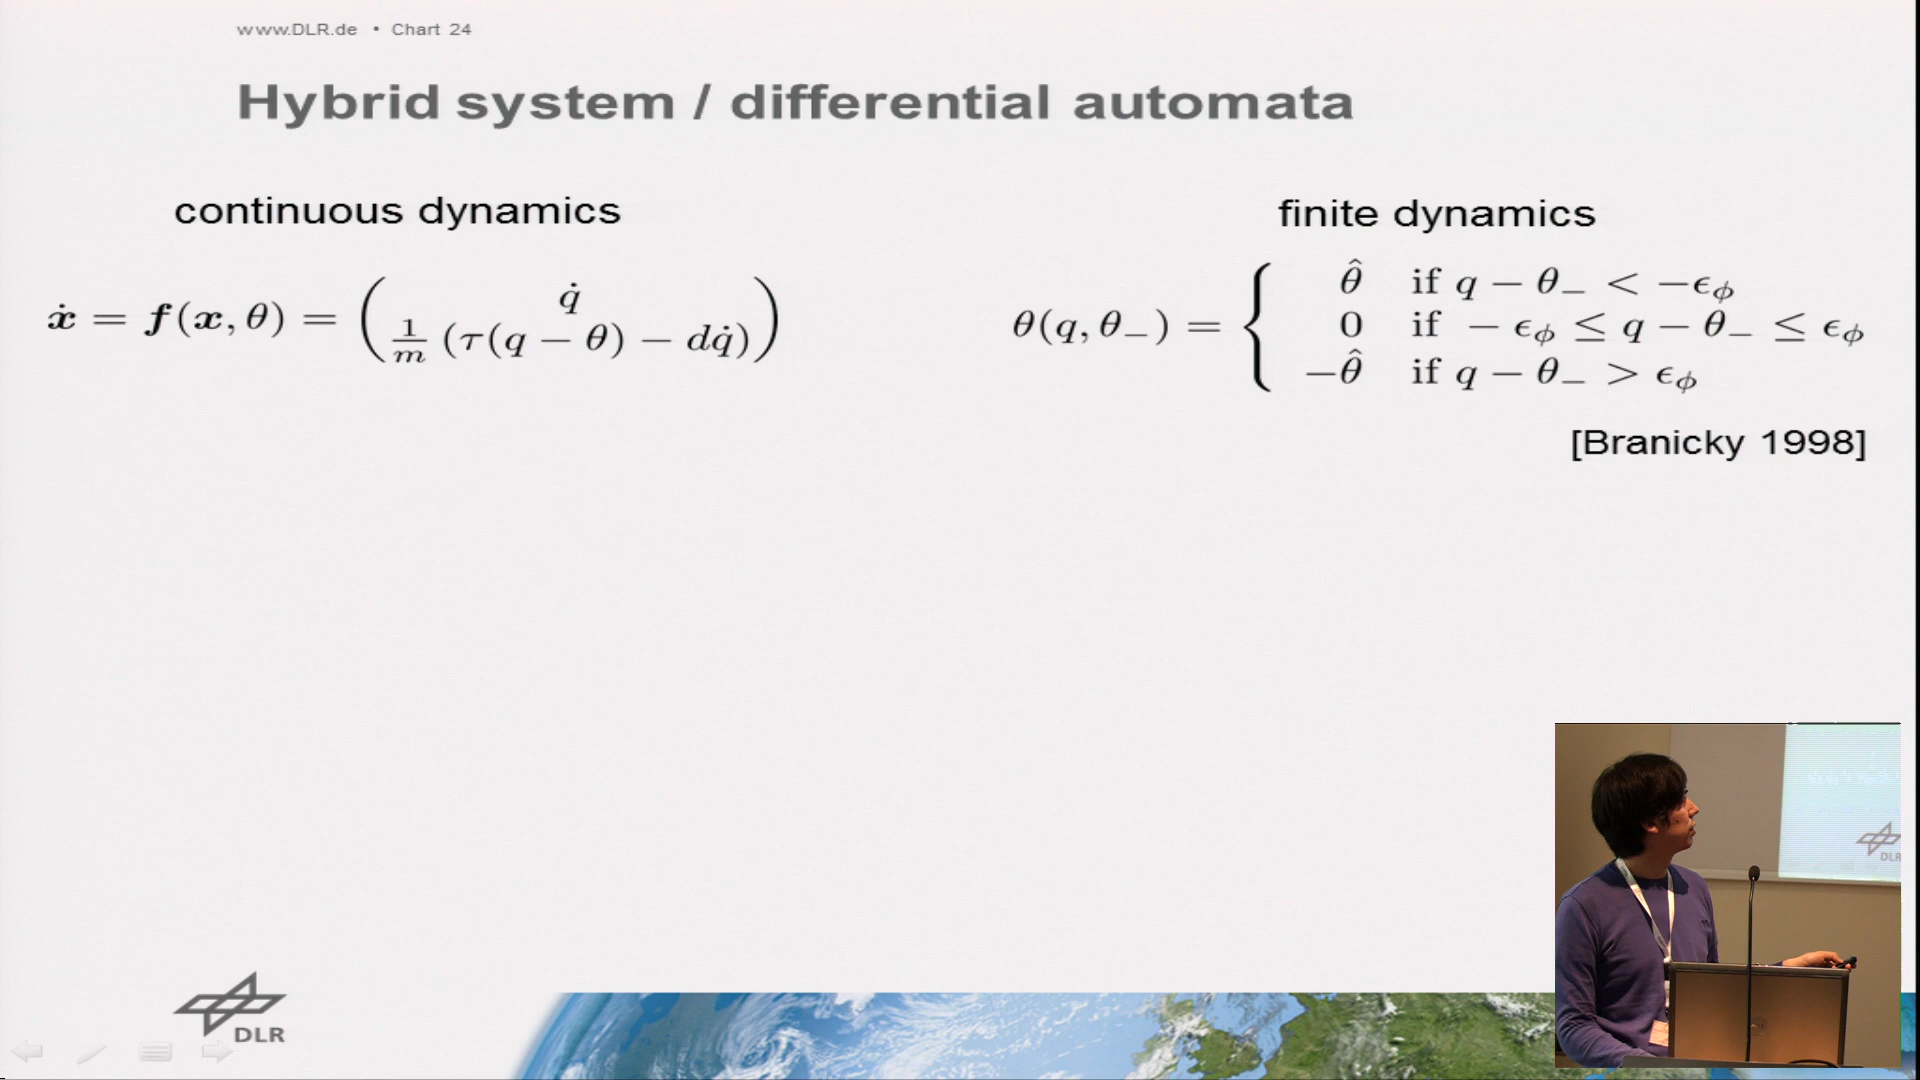 www.DLR.de • Chart 24
Hybrid system / differential automata
continuous dynamics
ẋ = f(x, θ) = ( q̇
1/m (τ(q − θ) − dq̇) )
finite dynamics
θ(q, θ₋) = { θ̂ if q − θ₋ < −ϵ_ϕ
0 if − ϵ_ϕ ≤ q − θ₋ ≤ ϵ_ϕ
−θ̂ if q − θ₋ > ϵ_ϕ
[Branicky 1998]
DLR
DLR